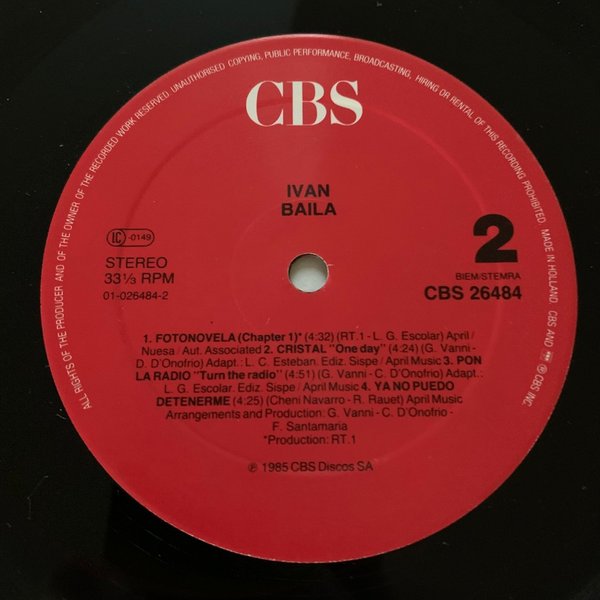 ALL RIGHTS OF THE PRODUCER AND OF THE OWNER OF THE RECORDED WORK RESERVED. UNAUTHORISED COPYING, PUBLIC PERFORMANCE, BROADCASTING, HIRING OR RENTAL OF THIS RECORDING PROHIBITED. MADE IN HOLLAND. CBS AND ℗ CBS INC.
CBS
IVAN
BAILA
IC -0149
STEREO
33⅓ RPM
01-026484-2
2
BIEM/STEMRA
CBS 26484
1. FOTONOVELA (Chapter 1)* (4:32) (RT.1 - L. G. Escolar) April /
Nuesa / Aut. Associated 2. CRISTAL "One day" (4:24) (G. Vanni -
D. D'Onofrio) Adapt.: L. C. Esteban. Ediz. Sispe / April Music 3. PON
LA RADIO "Turn the radio" (4:51) (G. Vanni - C. D'Onofrio) Adapt.:
L. G. Escolar. Ediz. Sispe / April Music 4. YA NO PUEDO
DETENERME (4:25) (Cheni Navarro - R. Rauet) April Music
Arrangements and Production: G. Vanni - C. D'Onofrio -
F. Santamaria
*Production: RT.1
℗ 1985 CBS Discos SA